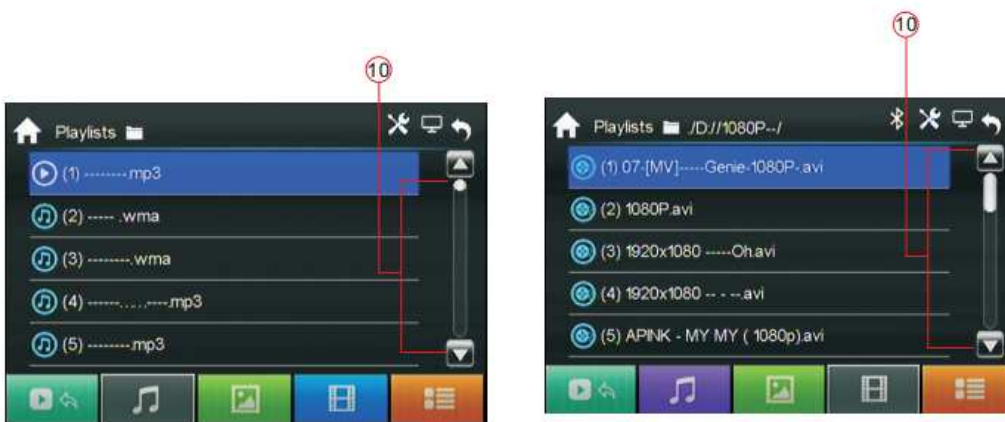 10
Playlists
(1) --------.mp3
(2) ----- .wma
(3) --------.wma
(4) ------.….----.mp3
(5) --------.mp3
10
Playlists ./D://1080P--/
(1) 07-[MV]-----Genie-1080P-.avi
(2) 1080P.avi
(3) 1920x1080 -----Oh.avi
(4) 1920x1080 -- - --.avi
(5) APINK - MY MY ( 1080p).avi